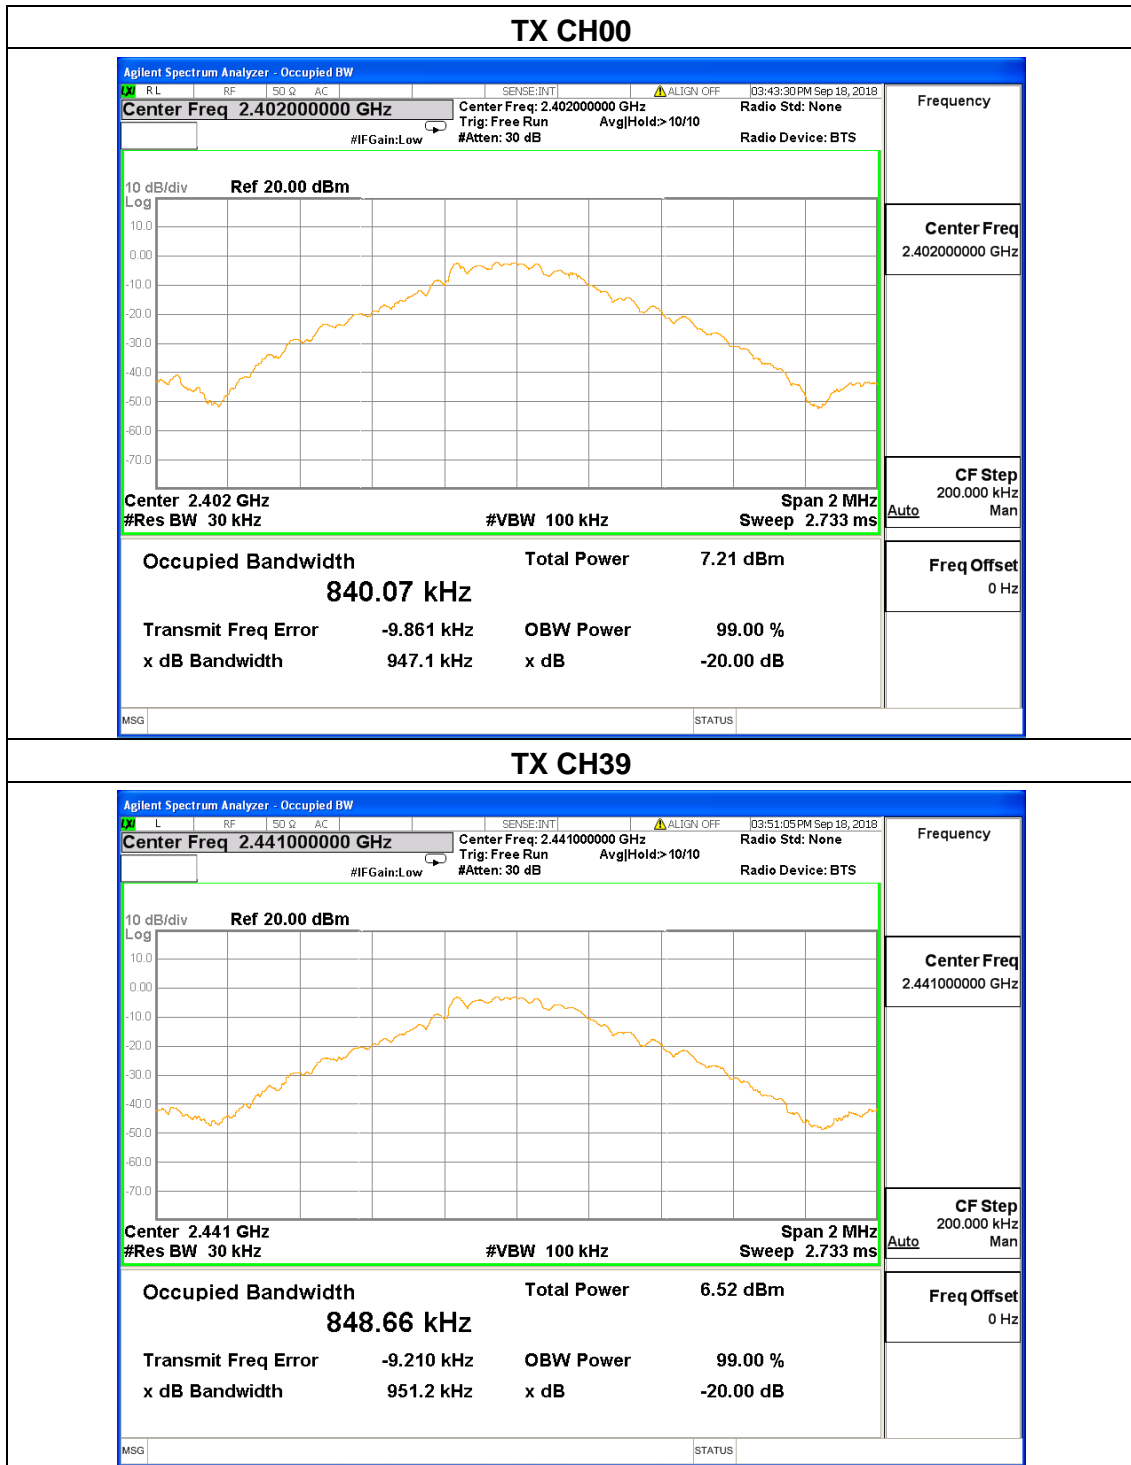 TX CH00
Agilent Spectrum Analyzer - Occupied BW
LXI RL RF 50 Ω AC SENSE:INT ALIGN OFF 03:43:30 PM Sep 18, 2018
Center Freq 2.402000000 GHz
Center Freq: 2.402000000 GHz Radio Std: None
Trig: Free Run Avg|Hold:>10/10
#IFGain:Low #Atten: 30 dB Radio Device: BTS
Frequency
10 dB/div Ref 20.00 dBm
Log
10.0
0.00
-10.0
-20.0
-30.0
-40.0
-50.0
-60.0
-70.0
Center Freq
2.402000000 GHz
Center 2.402 GHz Span 2 MHz
#Res BW 30 kHz #VBW 100 kHz Sweep 2.733 ms
CF Step
200.000 kHz
Auto Man
Occupied Bandwidth Total Power 7.21 dBm
840.07 kHz
Transmit Freq Error -9.861 kHz OBW Power 99.00 %
x dB Bandwidth 947.1 kHz x dB -20.00 dB
Freq Offset
0 Hz
MSG STATUS
TX CH39
Agilent Spectrum Analyzer - Occupied BW
LXI L RF 50 Ω AC SENSE:INT ALIGN OFF 03:51:05 PM Sep 18, 2018
Center Freq 2.441000000 GHz
Center Freq: 2.441000000 GHz Radio Std: None
Trig: Free Run Avg|Hold:>10/10
#IFGain:Low #Atten: 30 dB Radio Device: BTS
Frequency
10 dB/div Ref 20.00 dBm
Log
10.0
0.00
-10.0
-20.0
-30.0
-40.0
-50.0
-60.0
-70.0
Center Freq
2.441000000 GHz
Center 2.441 GHz Span 2 MHz
#Res BW 30 kHz #VBW 100 kHz Sweep 2.733 ms
CF Step
200.000 kHz
Auto Man
Occupied Bandwidth Total Power 6.52 dBm
848.66 kHz
Transmit Freq Error -9.210 kHz OBW Power 99.00 %
x dB Bandwidth 951.2 kHz x dB -20.00 dB
Freq Offset
0 Hz
MSG STATUS